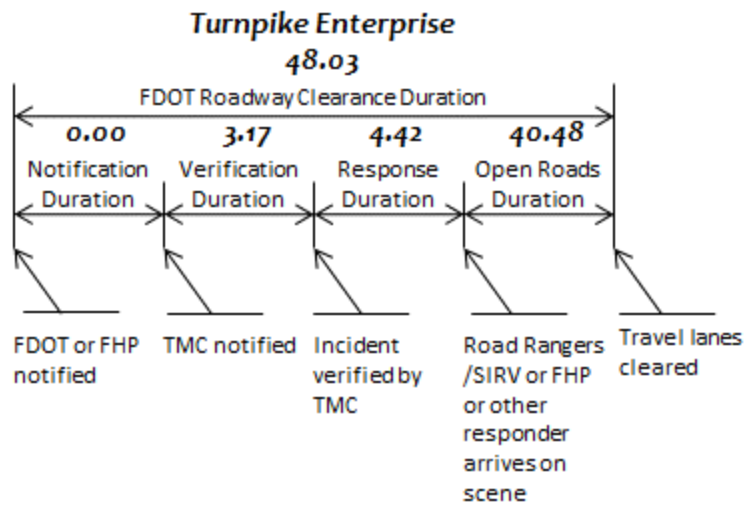 Turnpike Enterprise
48.03
FDOT Roadway Clearance Duration
0.00
3.17
4.42
40.48
Notification
Duration
Verification
Duration
Response
Duration
Open Roads
Duration
FDOT or FHP
notified
TMC notified
Incident
verified by
TMC
Road Rangers
/SIRV or FHP
or other
responder
arrives on
scene
Travel lanes
cleared